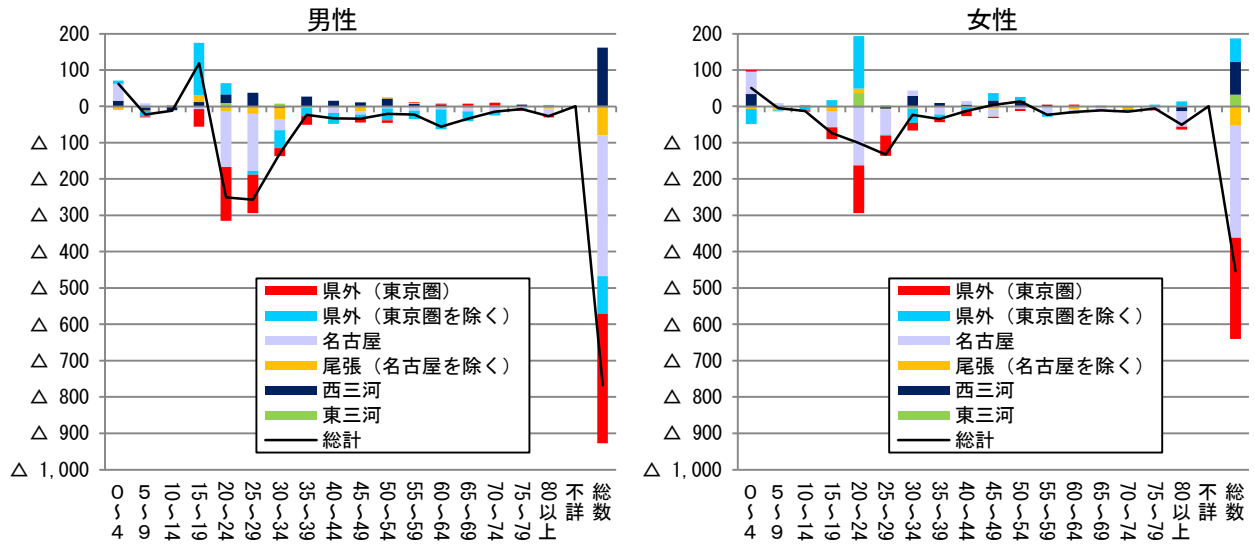 男性
200
100
0
△ 100
△ 200
△ 300
△ 400
△ 500
△ 600
△ 700
△ 800
△ 900
△ 1,000
県外（東京圏）
県外（東京圏を除く）
名古屋
尾張（名古屋を除く）
西三河
東三河
総計
0～4
5～9
10～14
15～19
20～24
25～29
30～34
35～39
40～44
45～49
50～54
55～59
60～64
65～69
70～74
75～79
80以上
不詳
総数
女性
200
100
0
△ 100
△ 200
△ 300
△ 400
△ 500
△ 600
△ 700
△ 800
△ 900
△ 1,000
県外（東京圏）
県外（東京圏を除く）
名古屋
尾張（名古屋を除く）
西三河
東三河
総計
0～4
5～9
10～14
15～19
20～24
25～29
30～34
35～39
40～44
45～49
50～54
55～59
60～64
65～69
70～74
75～79
80以上
不詳
総数